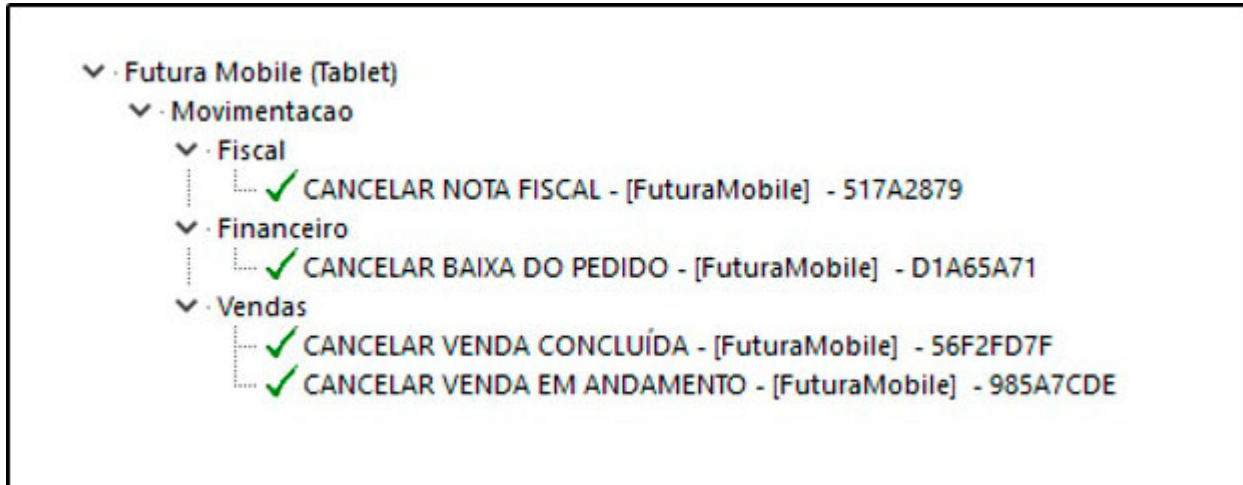 Futura Mobile (Tablet)
Movimentacao
Fiscal
CANCELAR NOTA FISCAL - [FuturaMobile] - 517A2879
Financeiro
CANCELAR BAIXA DO PEDIDO - [FuturaMobile] - D1A65A71
Vendas
CANCELAR VENDA CONCLUÍDA - [FuturaMobile] - 56F2FD7F
CANCELAR VENDA EM ANDAMENTO - [FuturaMobile] - 985A7CDE